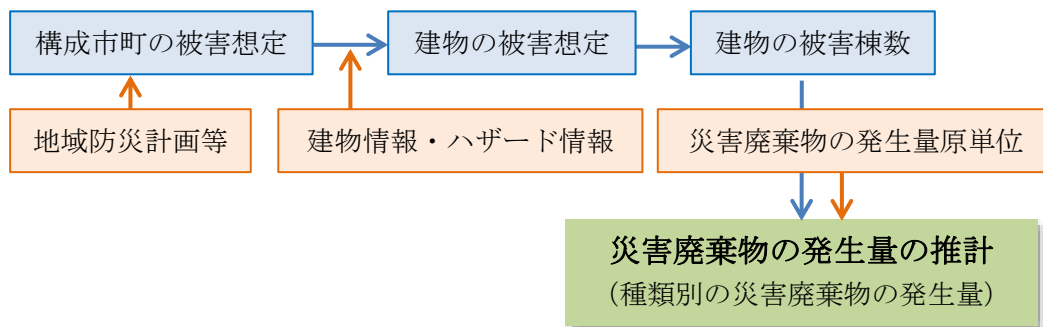 構成市町の被害想定
建物の被害想定
建物の被害棟数
地域防災計画等
建物情報・ハザード情報
災害廃棄物の発生量原単位
災害廃棄物の発生量の推計
（種類別の災害廃棄物の発生量）